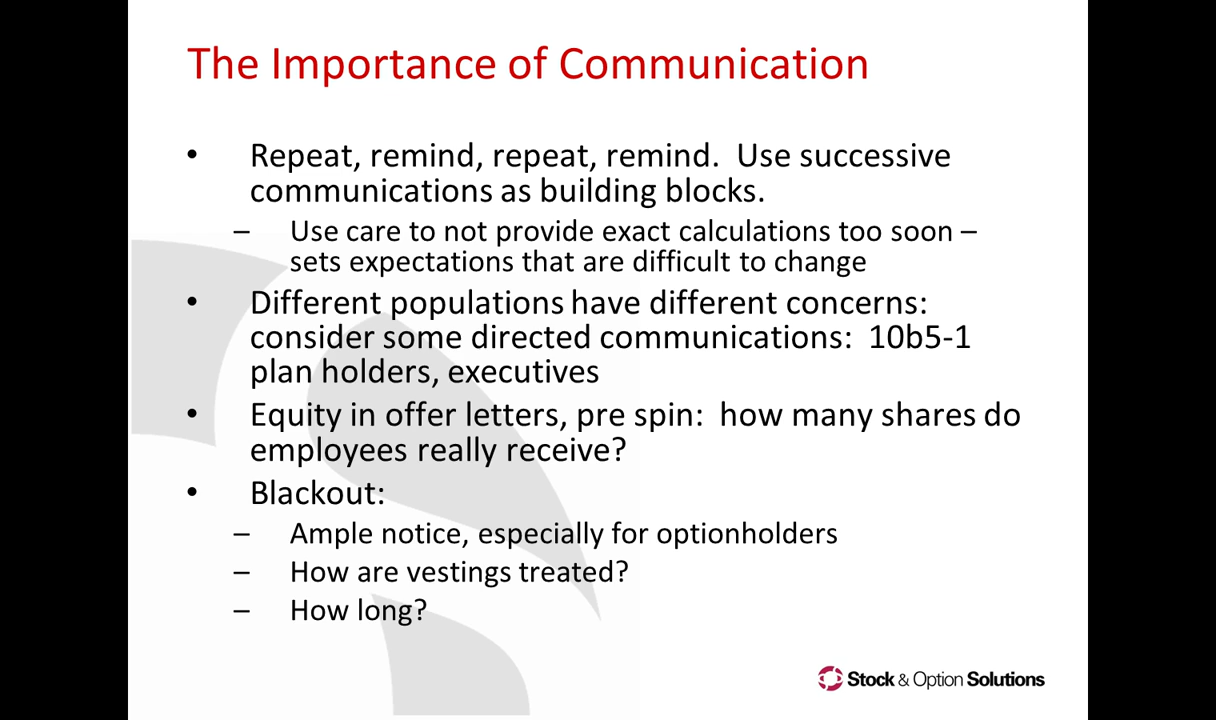 The Importance of Communication
• Repeat, remind, repeat, remind.  Use successive
communications as building blocks.
– Use care to not provide exact calculations too soon –
sets expectations that are difficult to change
• Different populations have different concerns:
consider some directed communications:  10b5-1
plan holders, executives
• Equity in offer letters, pre spin:  how many shares do
employees really receive?
• Blackout:
– Ample notice, especially for optionholders
– How are vestings treated?
– How long?
Stock & Option Solutions